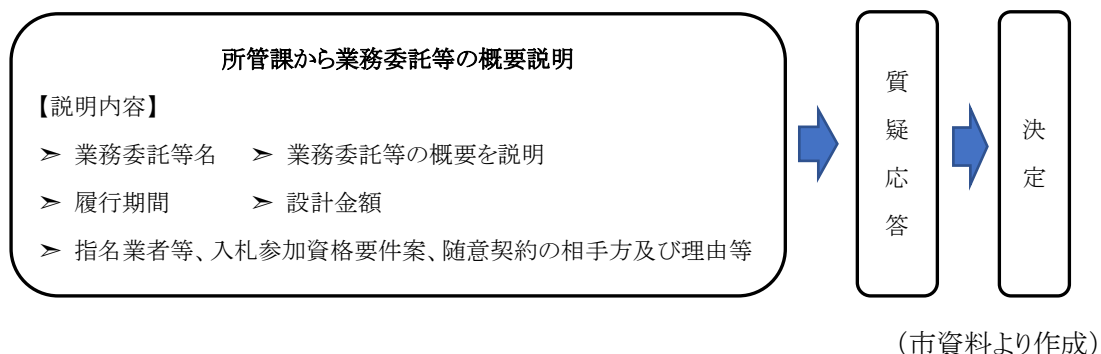 所管課から業務委託等の概要説明
【説明内容】
➢ 業務委託等名 ➢ 業務委託等の概要を説明
➢ 履行期間 ➢ 設計金額
➢ 指名業者等、入札参加資格要件案、随意契約の相手方及び理由等
質疑応答
決定
（市資料より作成）